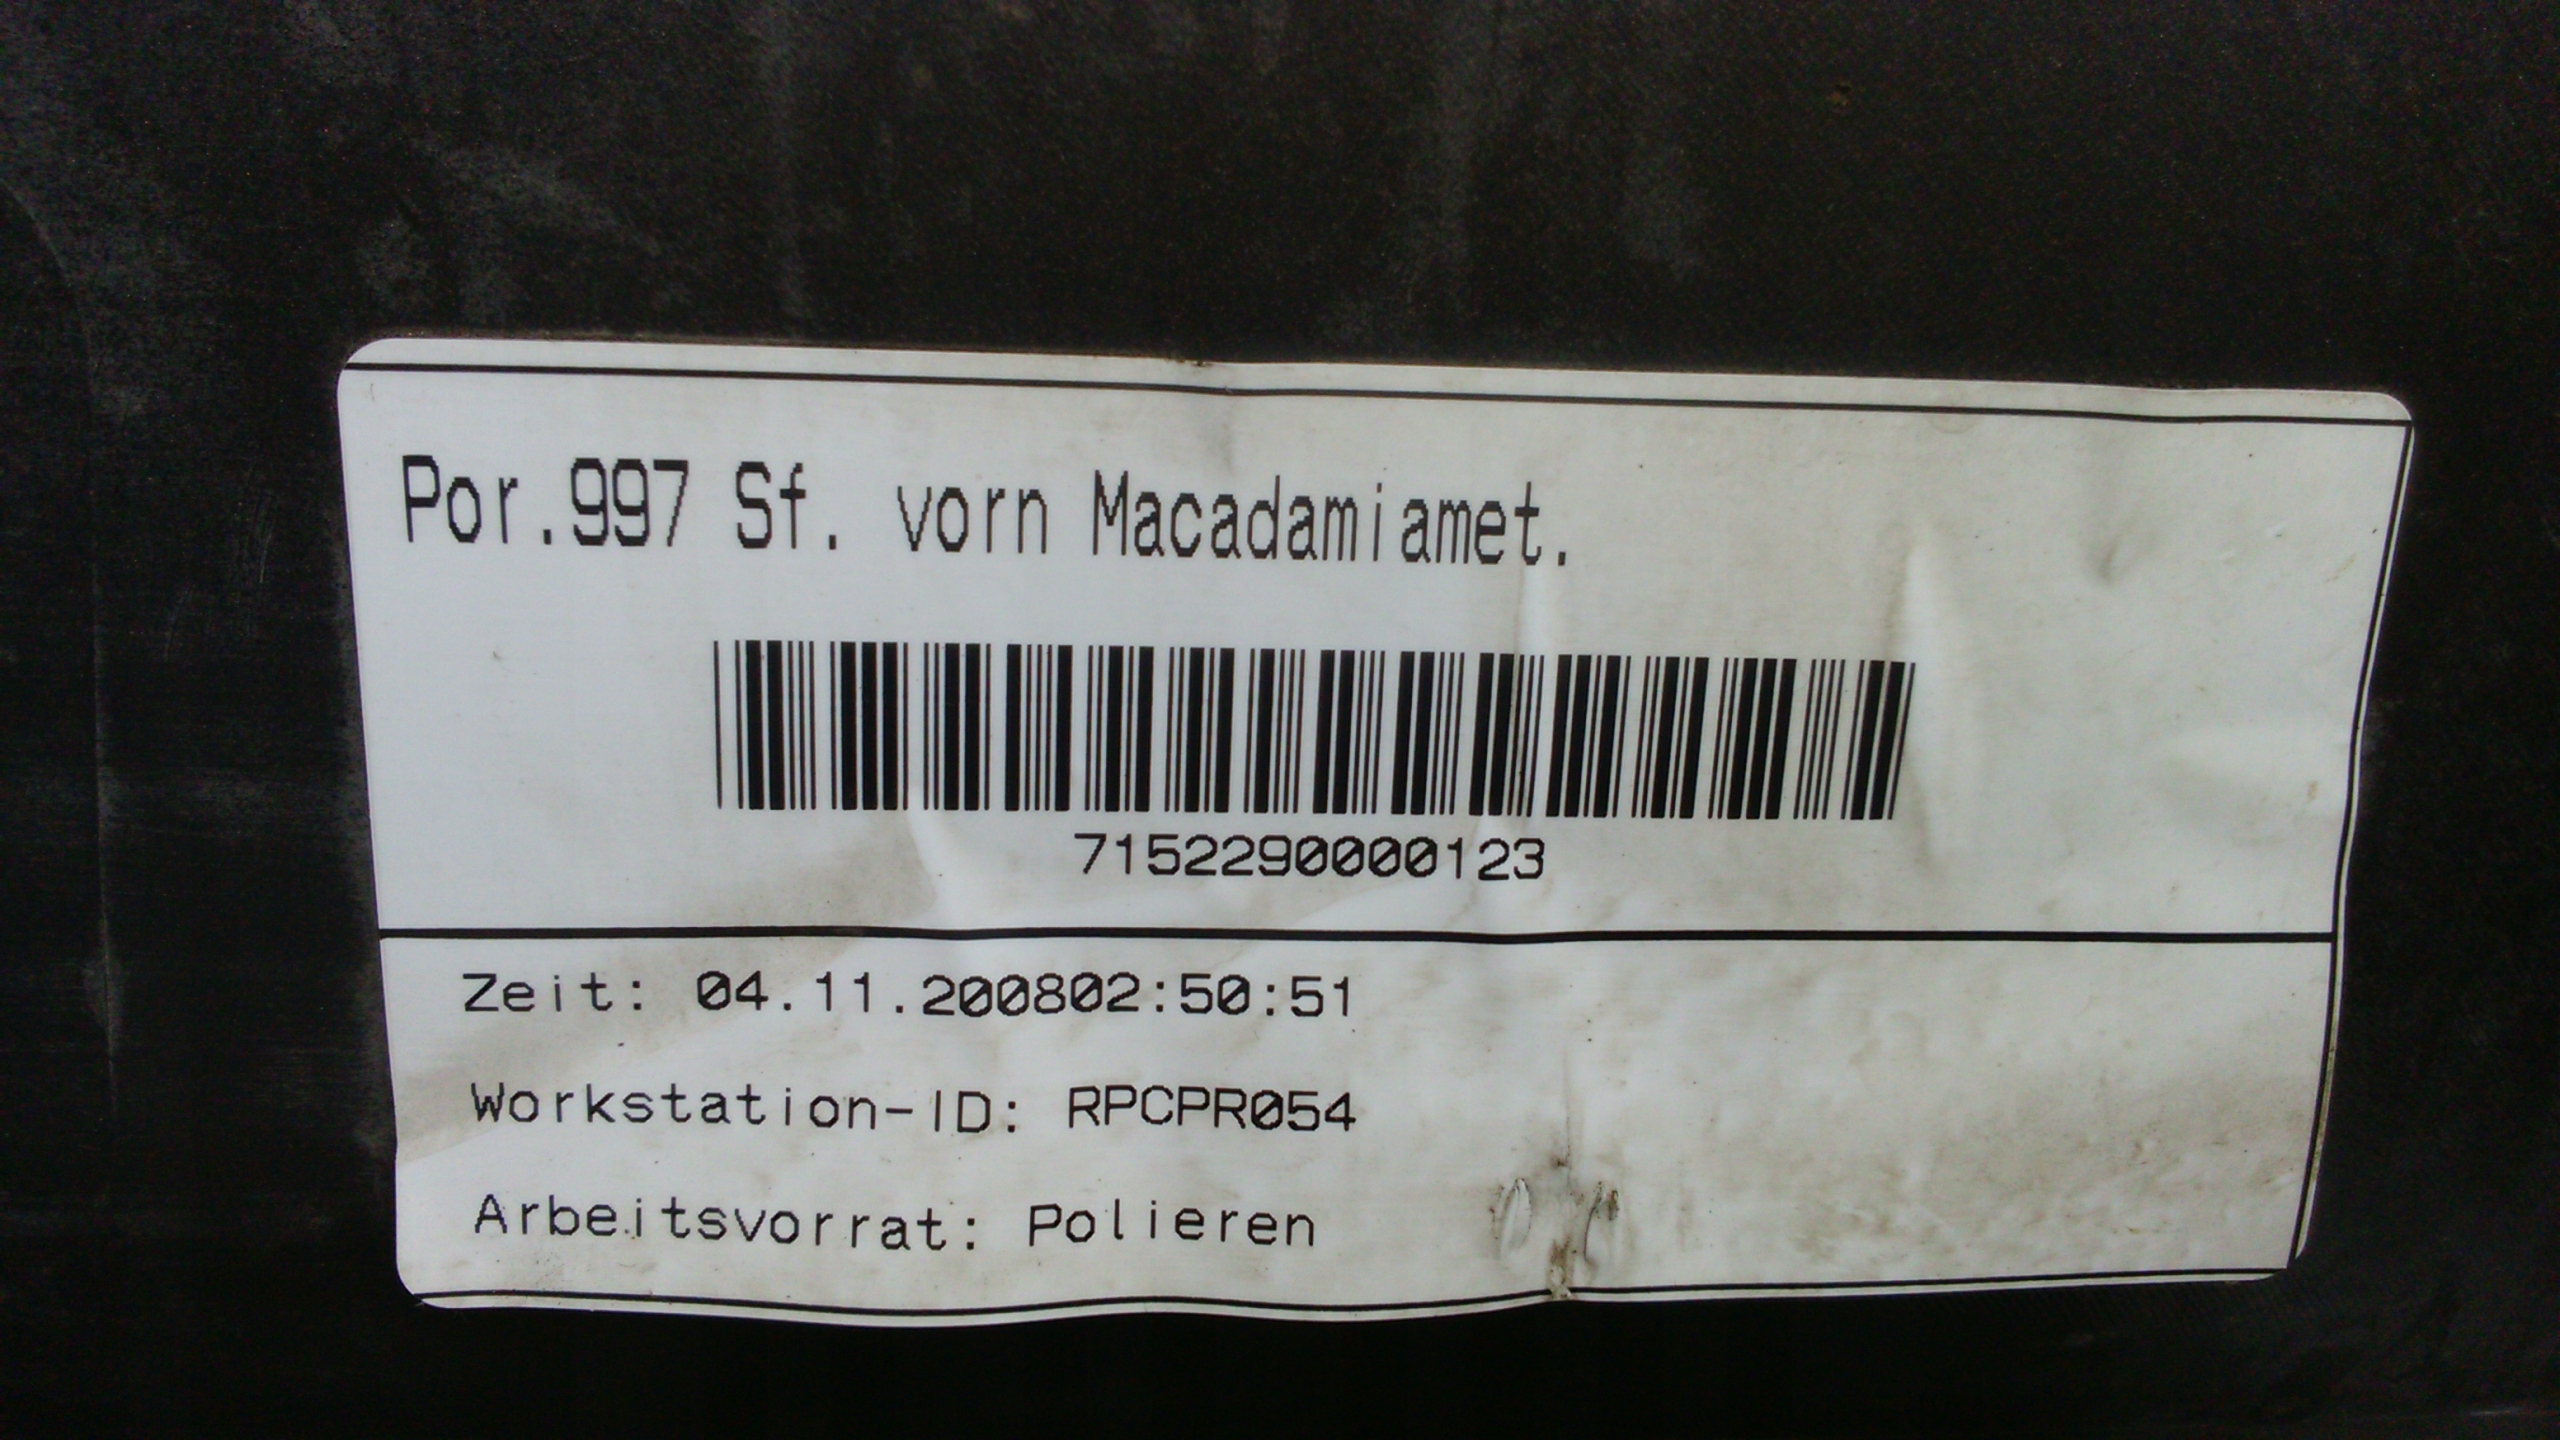 Por.997 Sf. vorn Macadamiamet.
7152290000123
Zeit: 04.11.200802:50:51
Workstation-ID: RPCPR054
Arbeitsvorrat: Polieren